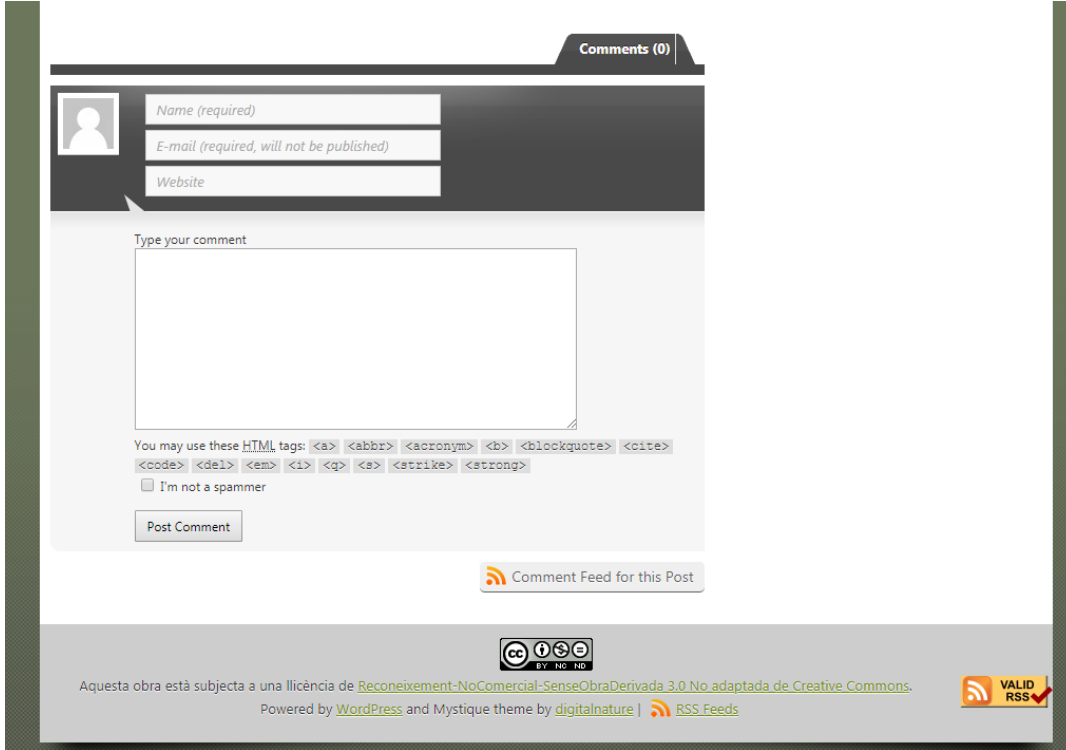 Comments (0)
Name (required)
E-mail (required, will not be published)
Website
Type your comment
You may use these HTML tags: <a> <abbr> <acronym> <b> <blockquote> <cite>
<code> <del> <em> <i> <q> <s> <strike> <strong>
I'm not a spammer
Post Comment
Comment Feed for this Post
cc
BY NC ND
Aquesta obra està subjecta a una llicència de Reconeixement-NoComercial-SenseObraDerivada 3.0 No adaptada de Creative Commons.
Powered by WordPress and Mystique theme by digitalnature | RSS Feeds
VALID
RSS